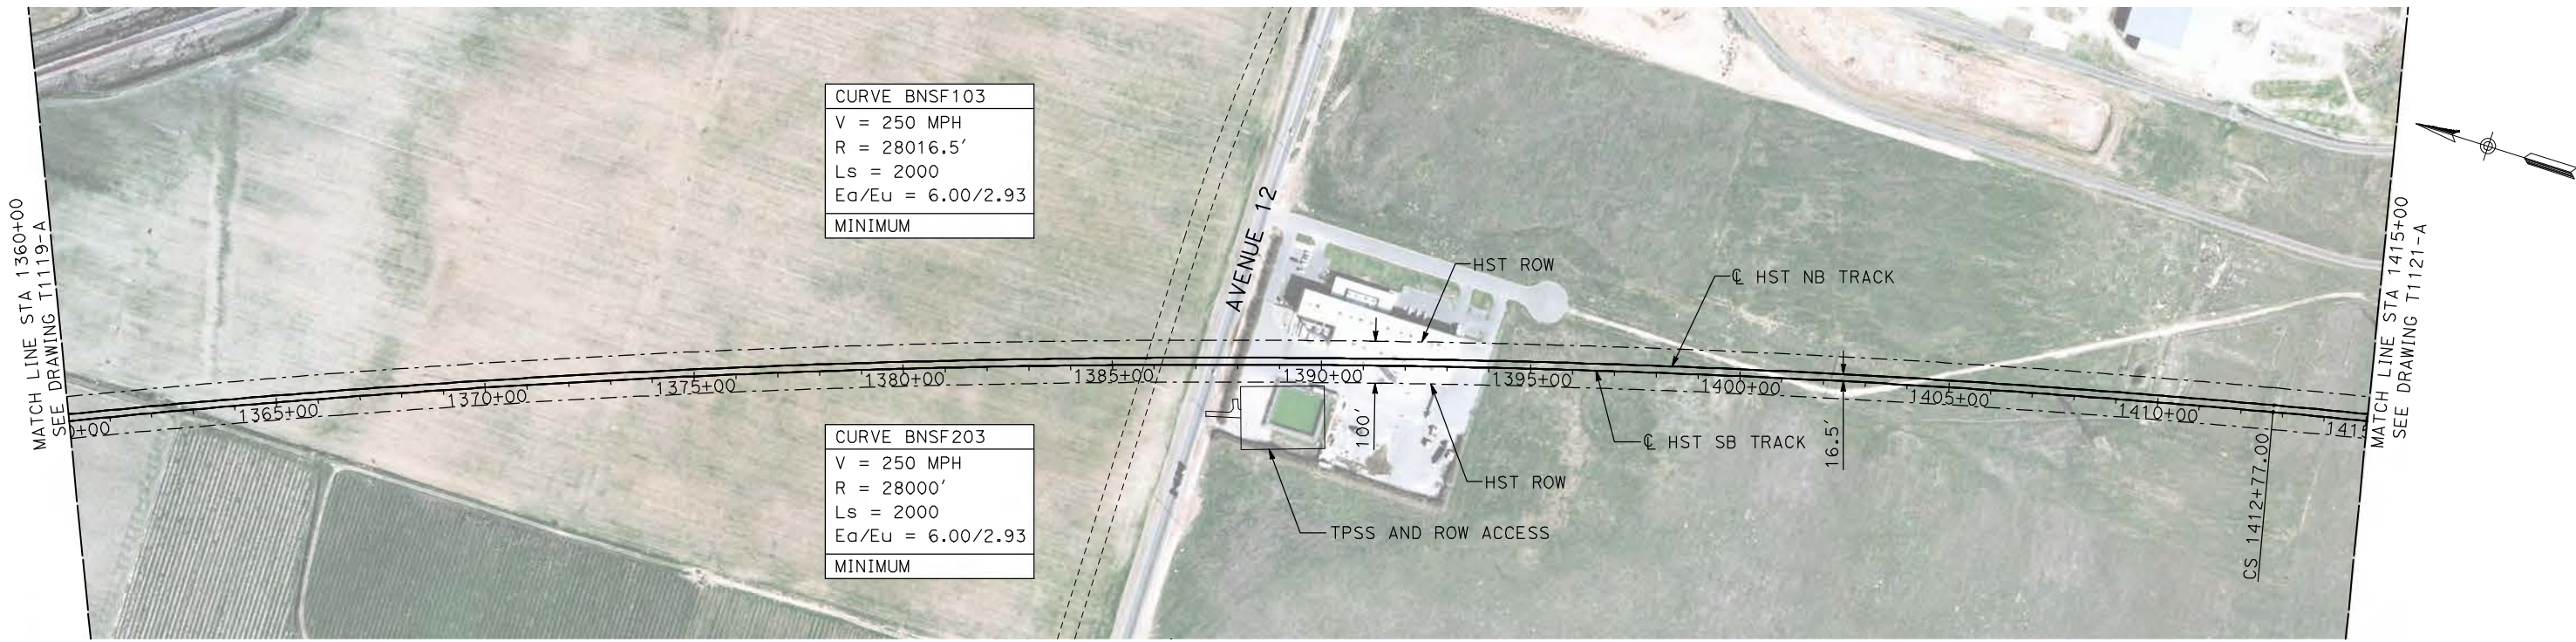 MATCH LINE STA 1360+00
SEE DRAWING T1119-A
CURVE BNSF103
V = 250 MPH
R = 28016.5'
Ls = 2000
Ea/Eu = 6.00/2.93
MINIMUM
AVENUE 12
HST ROW
℄ HST NB TRACK
0+00
1365+00
1370+00
1375+00
1380+00
1385+00
1390+00
1395+00
1400+00
1405+00
1410+00
1415
CURVE BNSF203
V = 250 MPH
R = 28000'
Ls = 2000
Ea/Eu = 6.00/2.93
MINIMUM
100'
℄ HST SB TRACK
16.5'
HST ROW
TPSS AND ROW ACCESS
CS 1412+77.00
MATCH LINE STA 1415+00
SEE DRAWING T1121-A